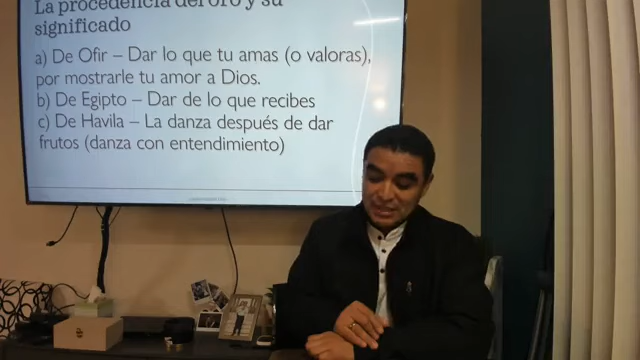 La procedencia del oro y su
significado
a) De Ofir – Dar lo que tu amas (o valoras),
por mostrarle tu amor a Dios.
b) De Egipto – Dar de lo que recibes
c) De Havila – La danza después de dar
frutos (danza con entendimiento)